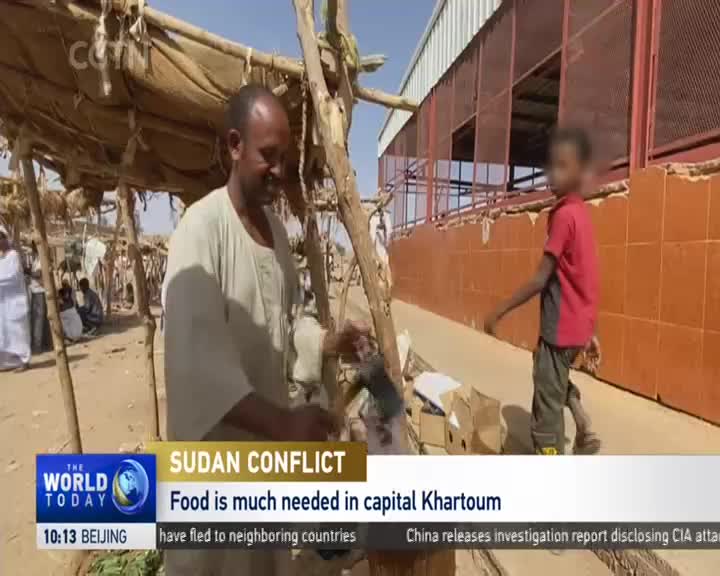 CGTN
SUDAN CONFLICT
THE WORLD TODAY
Food is much needed in capital Khartoum
10:13 BEIJING
have fled to neighboring countries China releases investigation report disclosing CIA atta